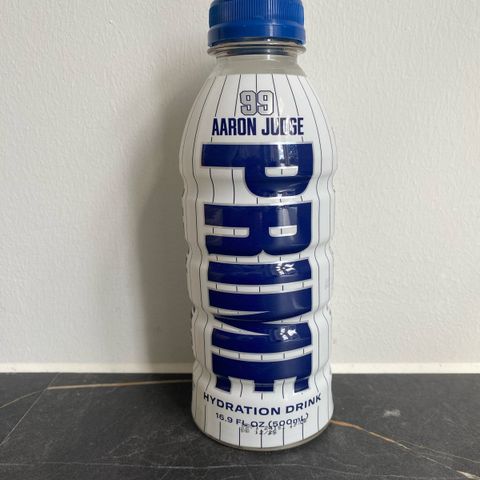 99
AARON JUDGE
PRIME
HYDRATION DRINK
16.9 FL OZ (500mL)